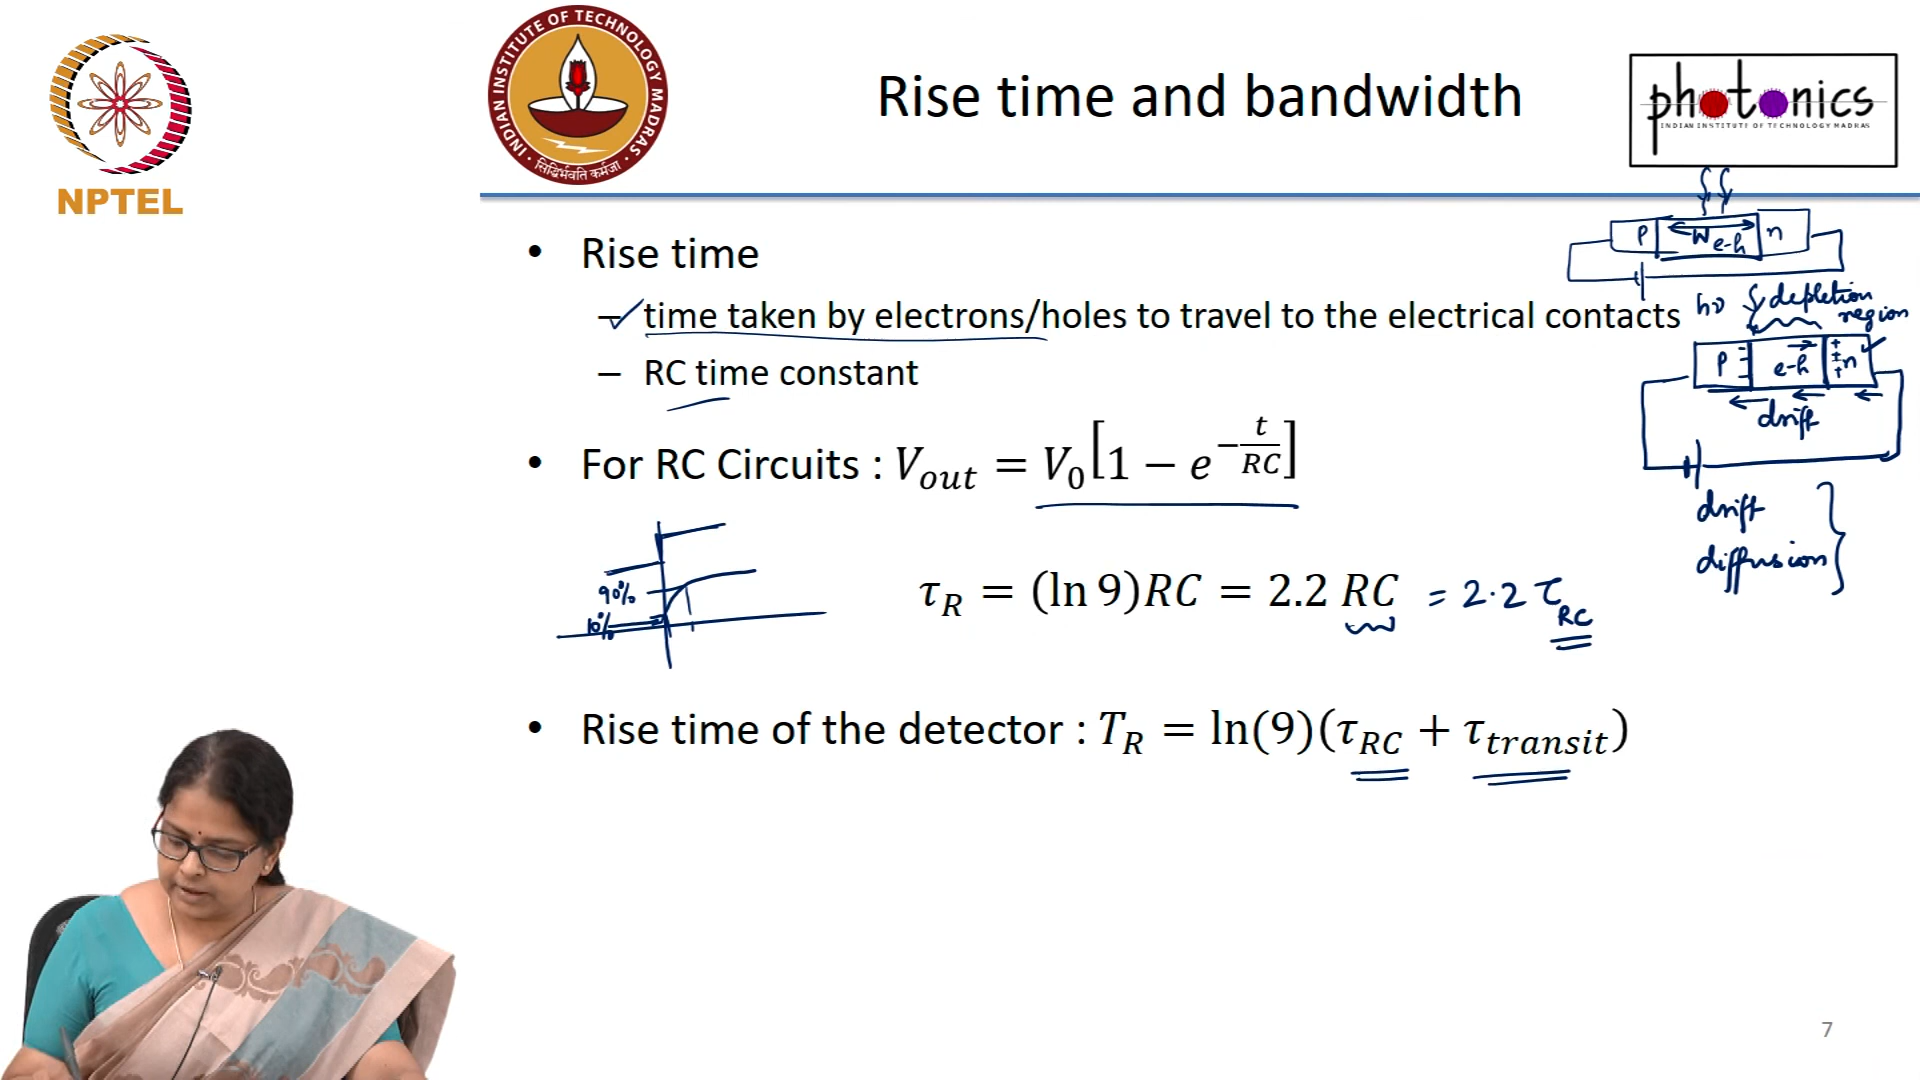 NPTEL
INDIAN INSTITUTE OF TECHNOLOGY MADRAS
सिद्धिर्भवति कर्मजा
Rise time and bandwidth
photonics
INDIAN INSTITUTE OF TECHNOLOGY MADRAS
• Rise time
p W e-h n
– time taken by electrons/holes to travel to the electrical contacts
hν depletion
region
– RC time constant
p e-h n
drift
• For RC Circuits : V_out = V_0 [1 − e^{−t/RC}]
drift
diffusion
90%
10%
τ_R = (ln 9)RC = 2.2 RC = 2.2 τ_RC
• Rise time of the detector : T_R = ln(9)(τ_RC + τ_transit)
7